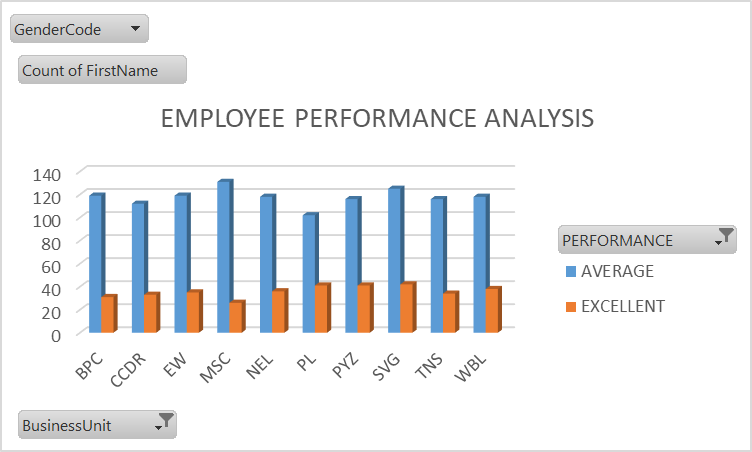 GenderCode
Count of FirstName
EMPLOYEE PERFORMANCE ANALYSIS
140
120
100
80
60
40
20
0
BPC CCDR EW MSC NEL PL PYZ SVG TNS WBL
PERFORMANCE
AVERAGE
EXCELLENT
BusinessUnit